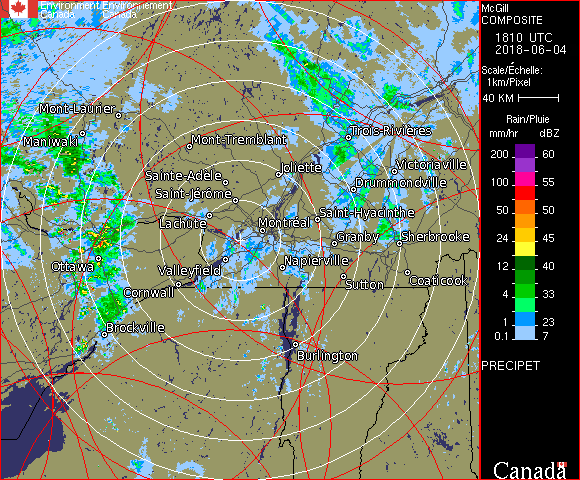 Environment Environnement
Canada Canada
Mont-Laurier
Maniwaki
Mont-Tremblant
Trois-Rivières
Sainte-Adèle
Joliette
Victoriaville
Saint-Jérôme
Drummondville
Lachute
Saint-Hyacinthe
Montréal
Granby
Sherbrooke
Ottawa
Valleyfield
Napierville
Cornwall
Sutton
Coaticook
Brockville
Burlington
McGill
COMPOSITE
1810 UTC
2018-06-04
Scale/Échelle:
1km/Pixel
40 KM
Rain/Pluie
mm/hr dBZ
200 60
100 55
50 50
24 45
12 40
4 33
1 23
0.1 7
PRECIPET
Canada